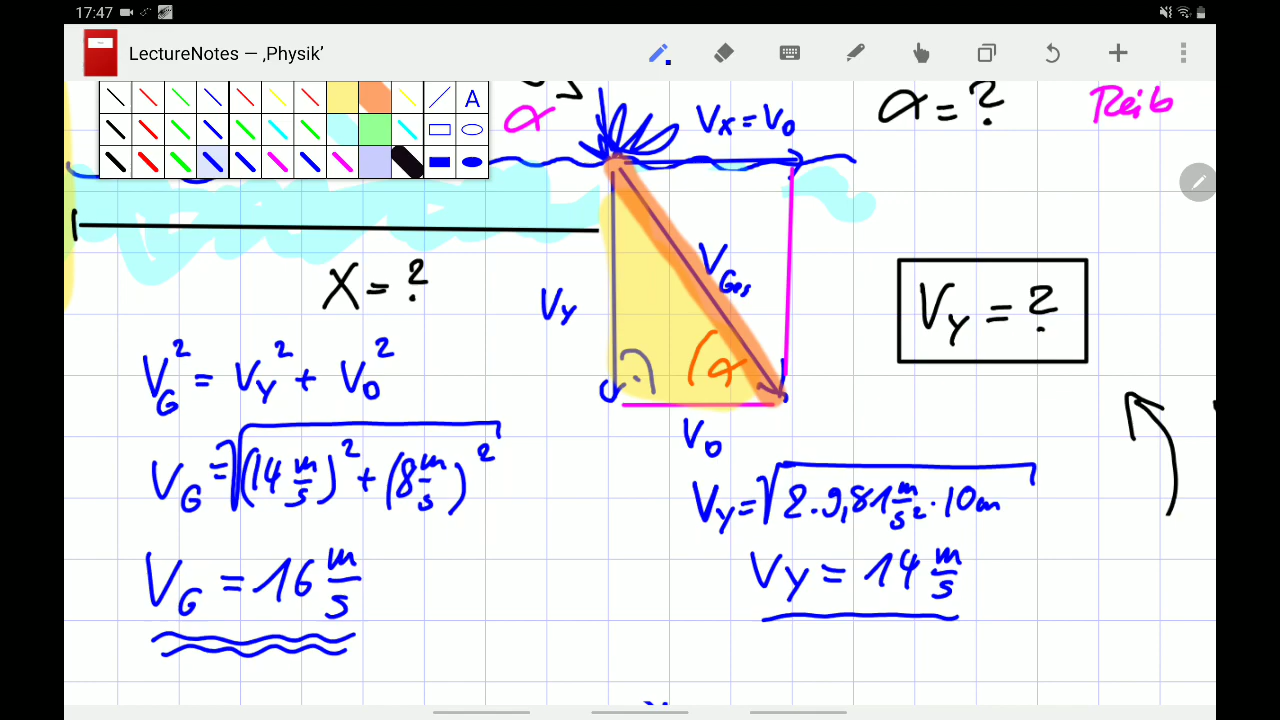 17:47
LectureNotes — ‚Physik’
A
α
Vx = V0
α = ?
Reib
X = ?
Vy
VGes
Vy = ?
α
VG² = Vy² + V0²
V0
VG = √(14 m/s)² + (8 m/s)²
Vy = √2 · 9,81 m/s² · 10m
VG = 16 m/s
Vy = 14 m/s